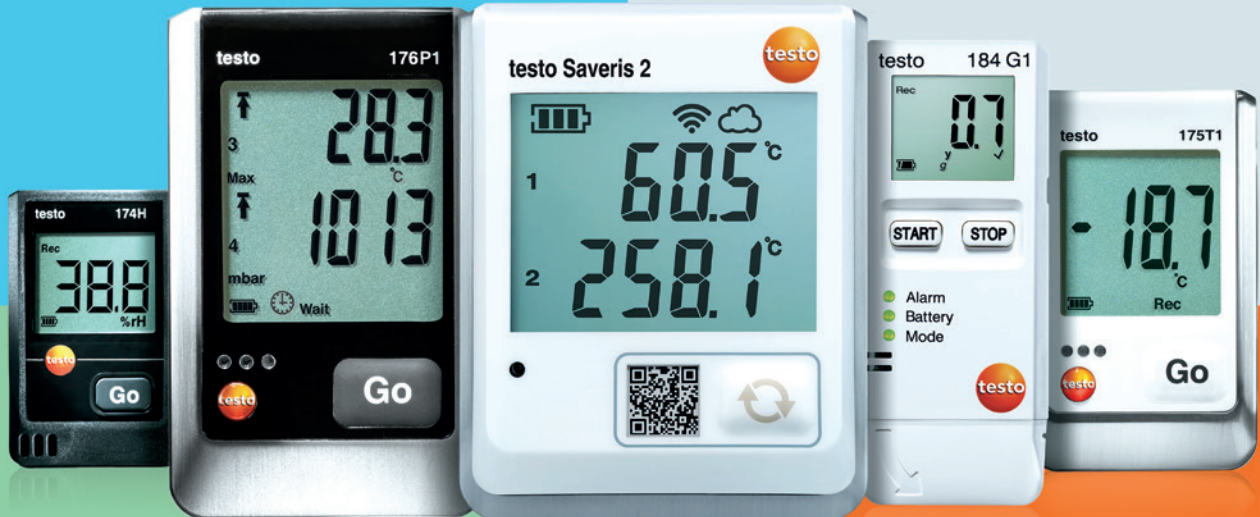 testo 174H
Rec
38.8
%rH
testo
Go
testo 176P1
28.3
3
°C
Max
1013
4
mbar
Wait
Go
testo
testo Saveris 2
testo
1 60.5 °C
2 258.1 °C
testo 184 G1
Rec
0.7
y
g
START STOP
Alarm
Battery
Mode
testo
testo 175T1
-18.7
°C
Rec
testo
Go